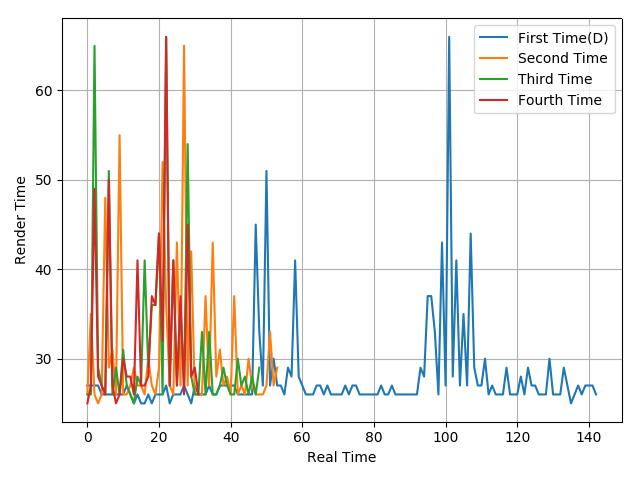 First Time(D)
Second Time
Third Time
Fourth Time
Render Time
60
50
40
30
0 20 40 60 80 100 120 140
Real Time